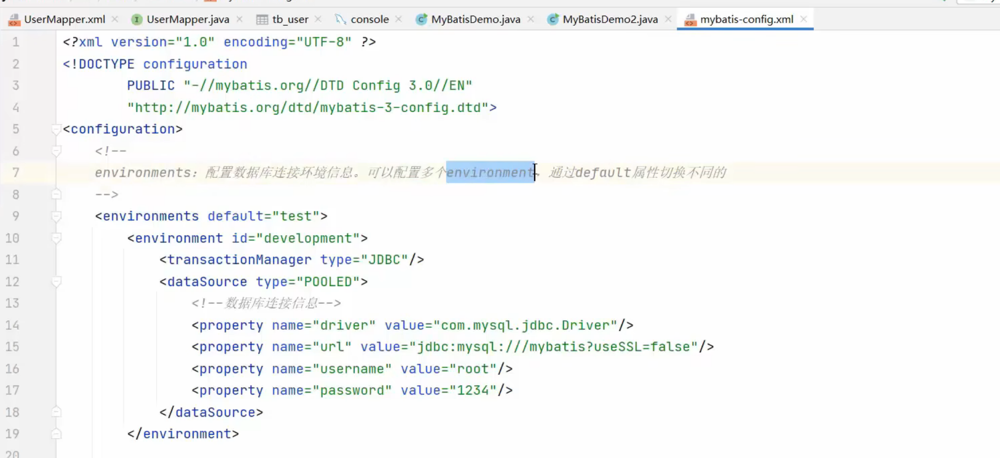 UserMapper.xml UserMapper.java tb_user console MyBatisDemo.java MyBatisDemo2.java mybatis-config.xml
1 <?xml version="1.0" encoding="UTF-8" ?>
2 <!DOCTYPE configuration
3 PUBLIC "-//mybatis.org//DTD Config 3.0//EN"
4 "http://mybatis.org/dtd/mybatis-3-config.dtd">
5 <configuration>
6 <!--
7 environments：配置数据库连接环境信息。可以配置多个environment，通过default属性切换不同的
8 -->
9 <environments default="test">
10 <environment id="development">
11 <transactionManager type="JDBC"/>
12 <dataSource type="POOLED">
13 <!--数据库连接信息-->
14 <property name="driver" value="com.mysql.jdbc.Driver"/>
15 <property name="url" value="jdbc:mysql:///mybatis?useSSL=false"/>
16 <property name="username" value="root"/>
17 <property name="password" value="1234"/>
18 </dataSource>
19 </environment>
20